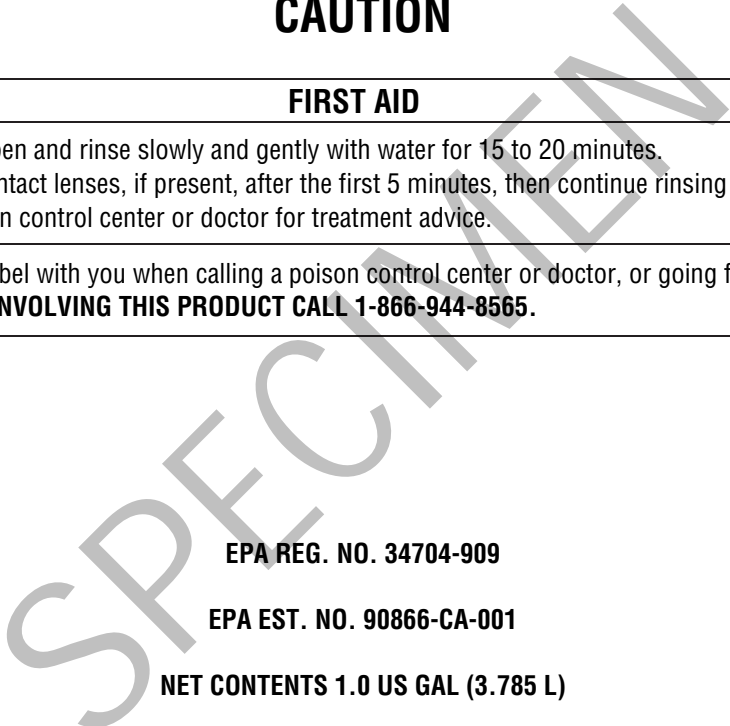 CAUTION
FIRST AID
pen and rinse slowly and gently with water for 15 to 20 minutes.
ntact lenses, if present, after the first 5 minutes, then continue rinsing
n control center or doctor for treatment advice.
bel with you when calling a poison control center or doctor, or going f
NVOLVING THIS PRODUCT CALL 1-866-944-8565.
SPECIMEN
EPA REG. NO. 34704-909
EPA EST. NO. 90866-CA-001
NET CONTENTS 1.0 US GAL (3.785 L)